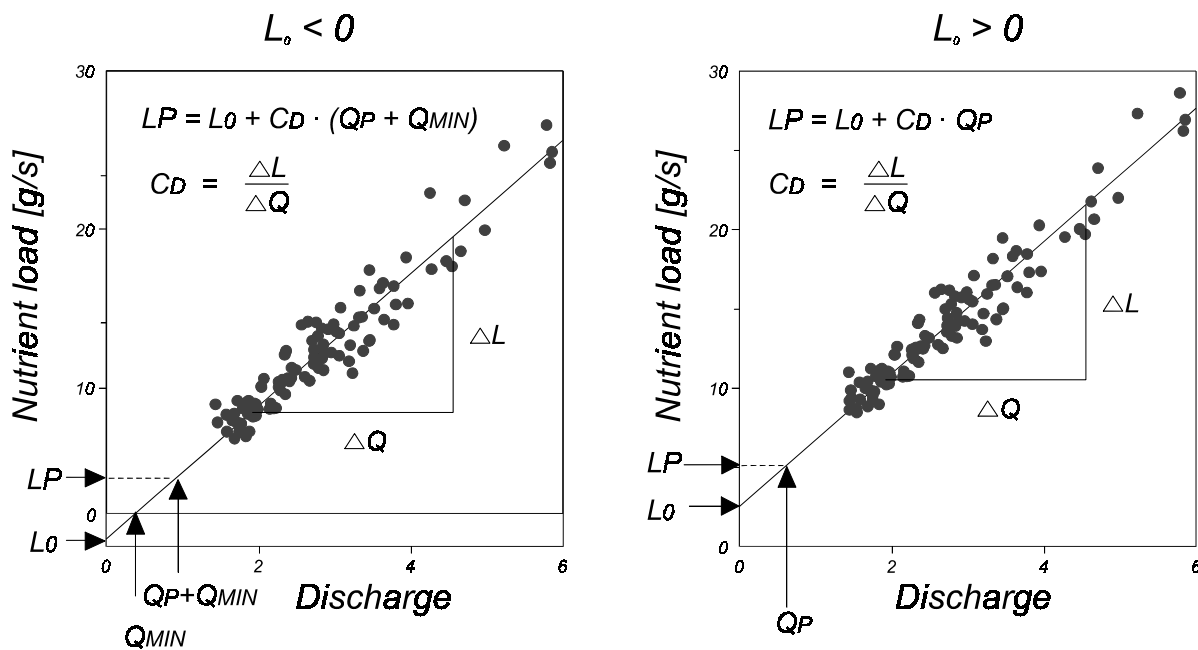 L₀ < 0
30
20
10
0
LP = L0 + CD · (QP + QMIN)
CD = △L
△Q
△L
△Q
Nutrient load [g/s]
LP
L0
0
2
4
6
QP+QMIN
Discharge
QMIN
L₀ > 0
30
20
10
0
LP = L0 + CD · QP
CD = △L
△Q
△L
△Q
Nutrient load [g/s]
LP
L0
0
2
4
6
Discharge
QP